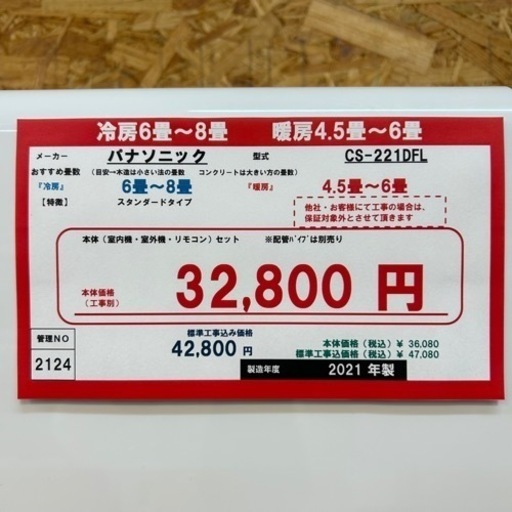 冷房6畳～8畳 暖房4.5畳～6畳
メーカー パナソニック 型式 CS-221DFL
おすすめ畳数 (目安→木造は小さい法の畳数 コンクリートは大きい方の畳数)
『冷房』 6畳～8畳 『暖房』 4.5畳～6畳
【特徴】 スタンダードタイプ
他社・お客様にて工事の場合は、
保証対象外とさせて頂きます
本体（室内機・室外機・リモコン）セット ※配管ﾊﾟｲﾌﾟは別売り
本体価格
(工事別)
32,800 円
管理NO
2124
標準工事込み価格
42,800 円
本体価格（税込）¥ 36.080
標準工事込価格（税込）¥ 47,080
製造年度 2021 年製